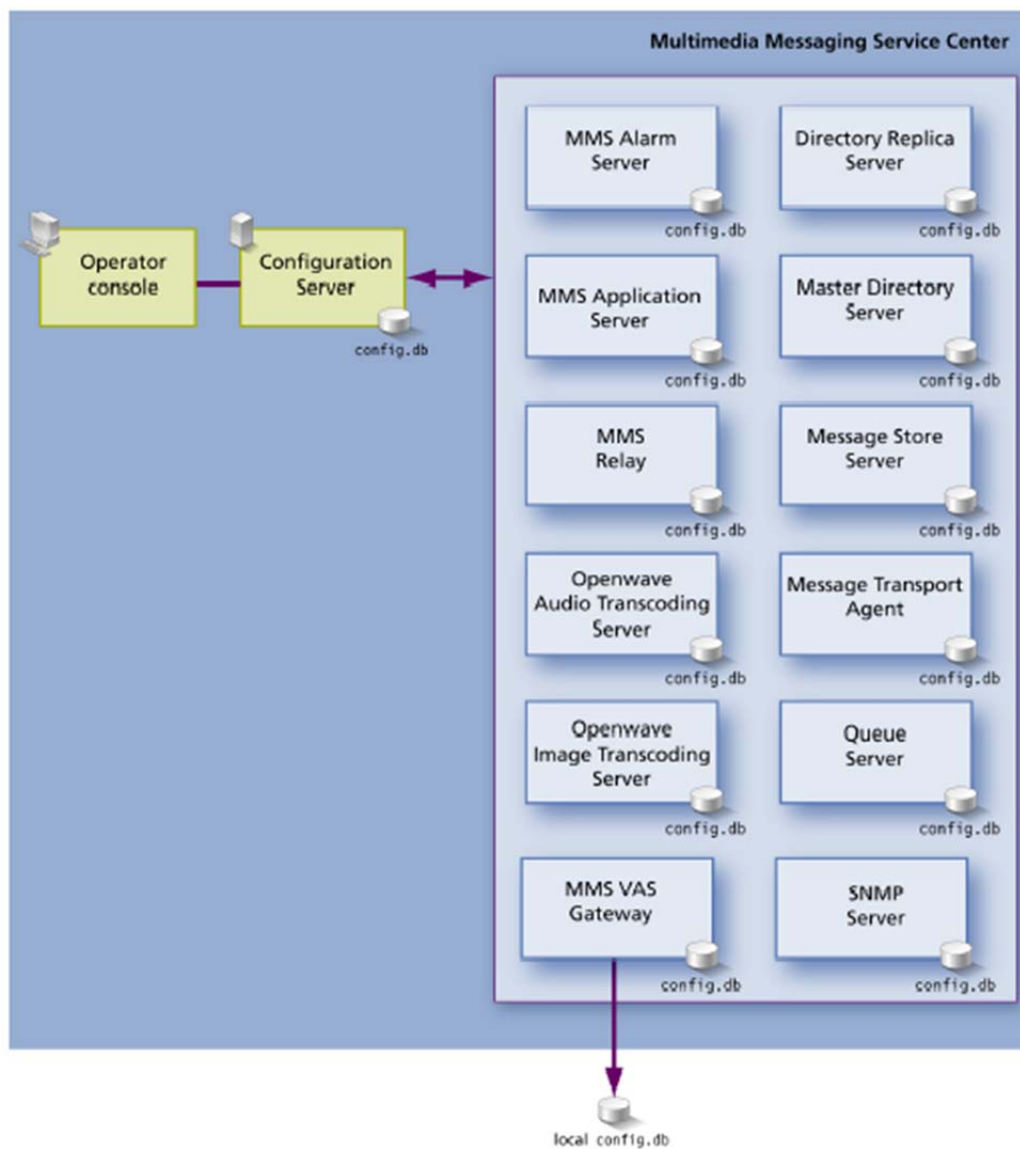 Multimedia Messaging Service Center
Operator
console
Configuration
Server
config.db
MMS Alarm
Server
config.db
Directory Replica
Server
config.db
MMS Application
Server
config.db
Master Directory
Server
config.db
MMS
Relay
config.db
Message Store
Server
config.db
Openwave
Audio Transcoding
Server
config.db
Message Transport
Agent
config.db
Openwave
Image Transcoding
Server
config.db
Queue
Server
config.db
MMS VAS
Gateway
config.db
SNMP
Server
config.db
local config.db